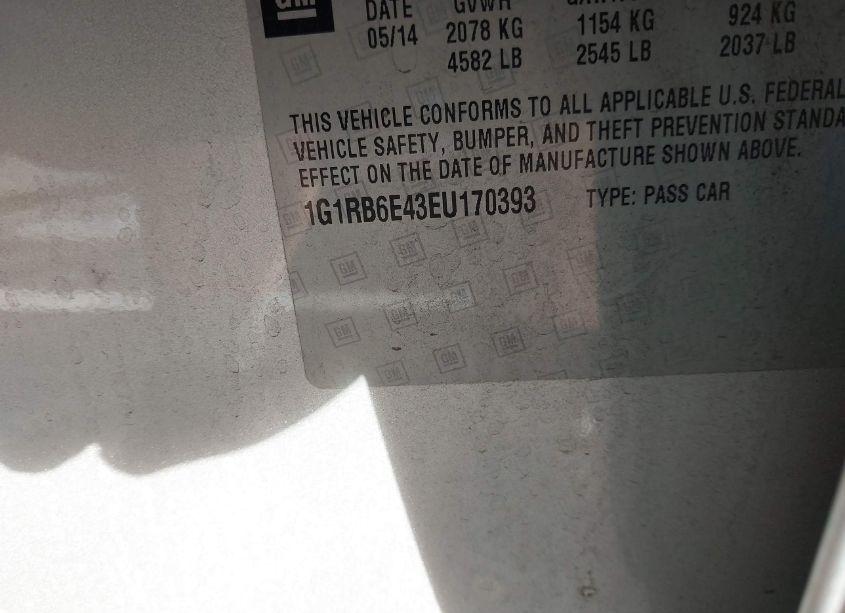 GM
DATE GVWR
05/14 2078 KG 1154 KG 924 KG
4582 LB 2545 LB 2037 LB
THIS VEHICLE CONFORMS TO ALL APPLICABLE U.S. FEDERAL
VEHICLE SAFETY, BUMPER, AND THEFT PREVENTION STANDA
EFFECT ON THE DATE OF MANUFACTURE SHOWN ABOVE.
1G1RB6E43EU170393 TYPE: PASS CAR